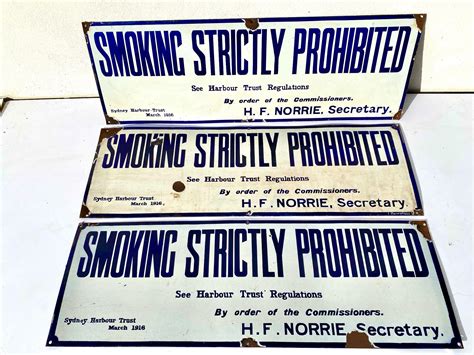 SMOKING STRICTLY PROHIBITED
See Harbour Trust Regulations
By order of the Commissioners.
Sydney Harbour Trust
March 1916
H. F. NORRIE, Secretary.
SMOKING STRICTLY PROHIBITED
See Harbour Trust Regulations
By order of the Commissioners.
Sydney Harbour Trust
March 1916,
H. F. NORRIE, Secretary.
SMOKING STRICTLY PROHIBITED
See Harbour Trust Regulations
By order of the Commissioners.
Sydney Harbour Trust
March 1916
H. F. NORRIE, Secretary.